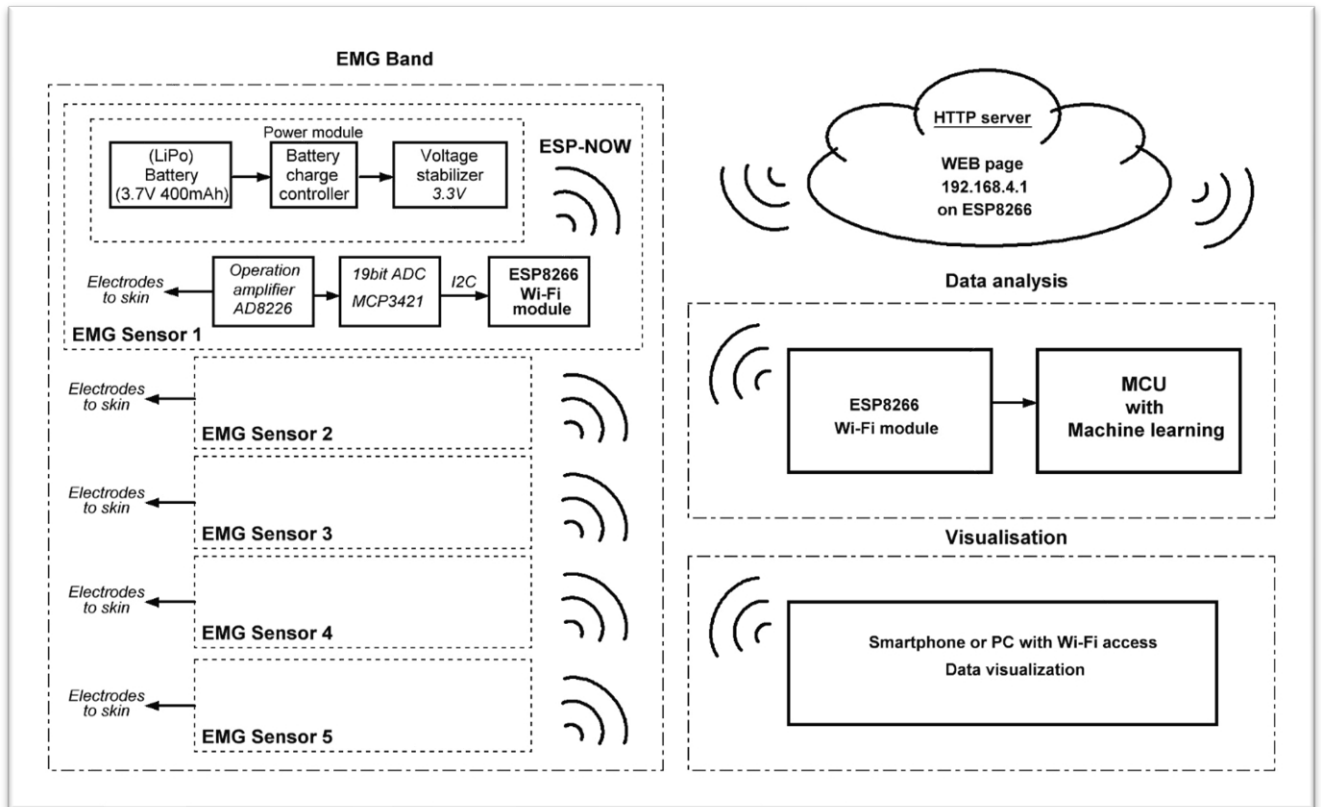 EMG Band
Power module
(LiPo)
Battery
(3.7V 400mAh)
Battery
charge
controller
Voltage
stabilizer
3.3V
ESP-NOW
Electrodes
to skin
Operation
amplifier
AD8226
19bit ADC
MCP3421
I2C
ESP8266
Wi-Fi
module
EMG Sensor 1
Electrodes
to skin
EMG Sensor 2
Electrodes
to skin
EMG Sensor 3
Electrodes
to skin
EMG Sensor 4
Electrodes
to skin
EMG Sensor 5
HTTP server
WEB page
192.168.4.1
on ESP8266
Data analysis
ESP8266
Wi-Fi module
MCU
with
Machine learning
Visualisation
Smartphone or PC with Wi-Fi access
Data visualization